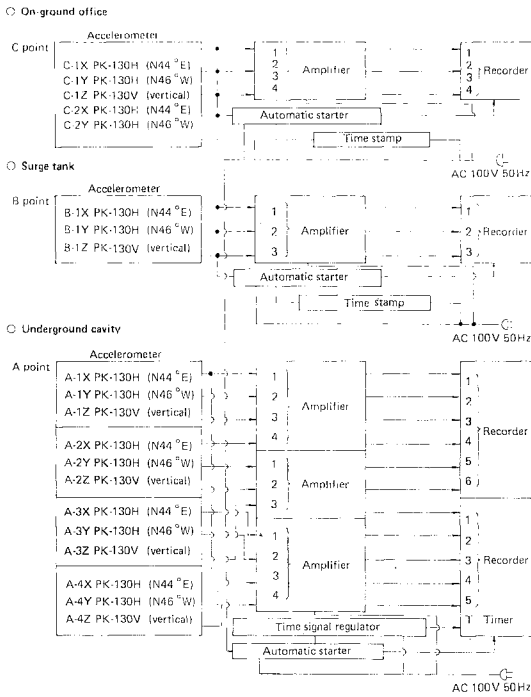 ○ On-ground office
Accelerometer
C point
C-1X PK-130H (N44°E)
C-1Y PK-130H (N46°W)
C-1Z PK-130V (vertical)
C-2X PK-130H (N44°E)
C-2Y PK-130H (N46°W)
1
2
3
4
Amplifier
1
2
3
4
Recorder
Automatic starter
Time stamp
AC 100V 50Hz
○ Surge tank
Accelerometer
B point
B-1X PK-130H (N44°E)
B-1Y PK-130H (N46°W)
B-1Z PK-130V (vertical)
1
2
3
Amplifier
1
2
3
Recorder
Automatic starter
Time stamp
AC 100V 50Hz
○ Underground cavity
Accelerometer
A point
A-1X PK-130H (N44°E)
A-1Y PK-130H (N46°W)
A-1Z PK-130V (vertical)
A-2X PK-130H (N44°E)
A-2Y PK-130H (N46°W)
A-2Z PK-130V (vertical)
A-3X PK-130H (N44°E)
A-3Y PK-130H (N46°W)
A-3Z PK-130V (vertical)
A-4X PK-130H (N44°E)
A-4Y PK-130H (N46°W)
A-4Z PK-130V (vertical)
1
2
3
4
Amplifier
1
2
3
Amplifier
1
2
3
4
Amplifier
1
2
3
4
5
6
Recorder
1
2
3
4
5
Recorder
T Timer
Time signal regulator
Automatic starter
AC 100V 50Hz